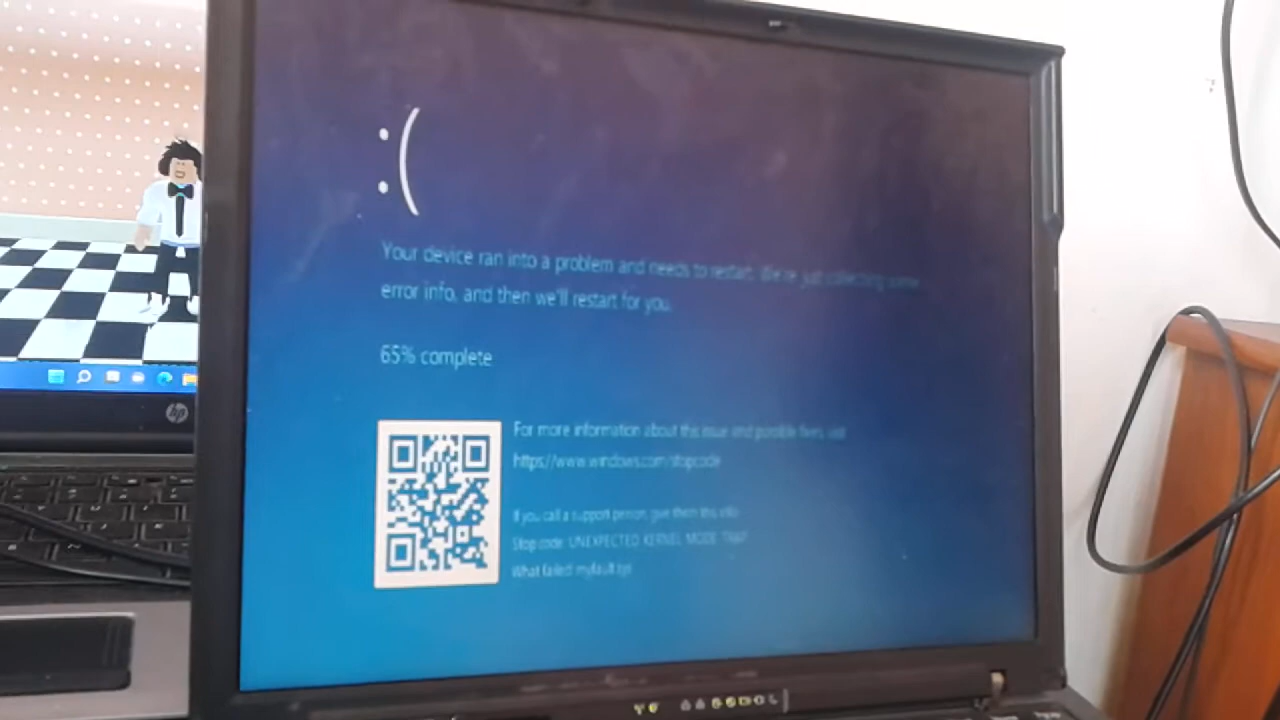 :(
Your device ran into a problem and needs to restart. We're just collecting some
error info, and then we'll restart for you.
65% complete
For more information about this issue and possible fixes, visit
https://www.windows.com/stopcode
If you call a support person, give them this info:
Stop code: UNEXPECTED KERNEL MODE TRAP
What failed: myfault.sys
hp